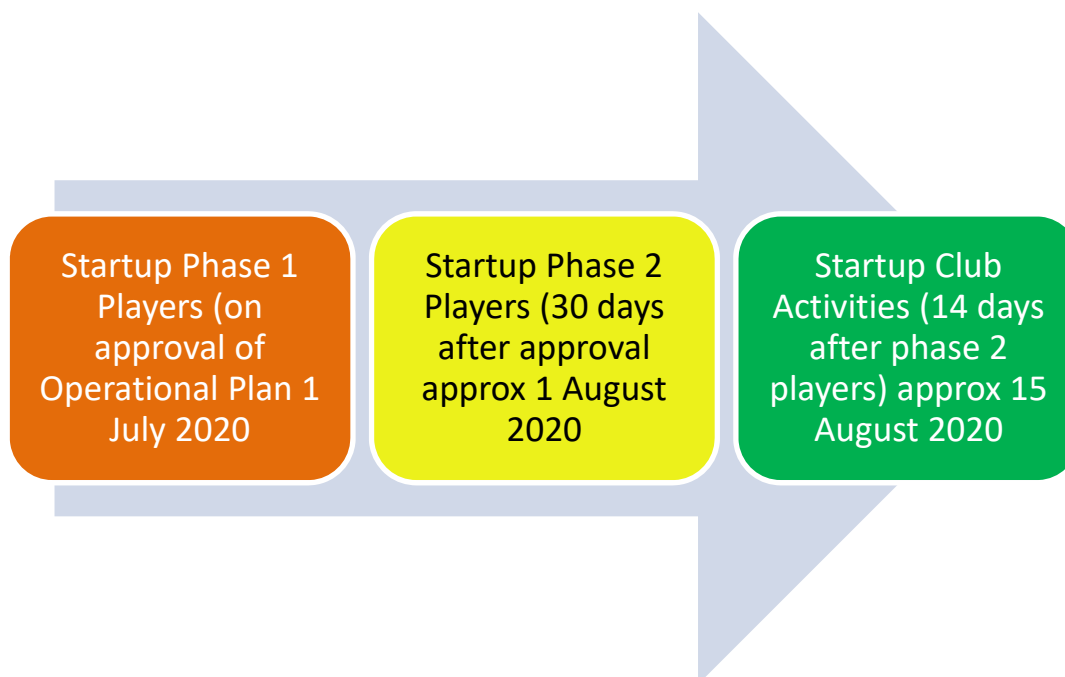 Startup Phase 1
Players (on
approval of
Operational Plan 1
July 2020
Startup Phase 2
Players (30 days
after approval
approx 1 August
2020
Startup Club
Activities (14 days
after phase 2
players) approx 15
August 2020